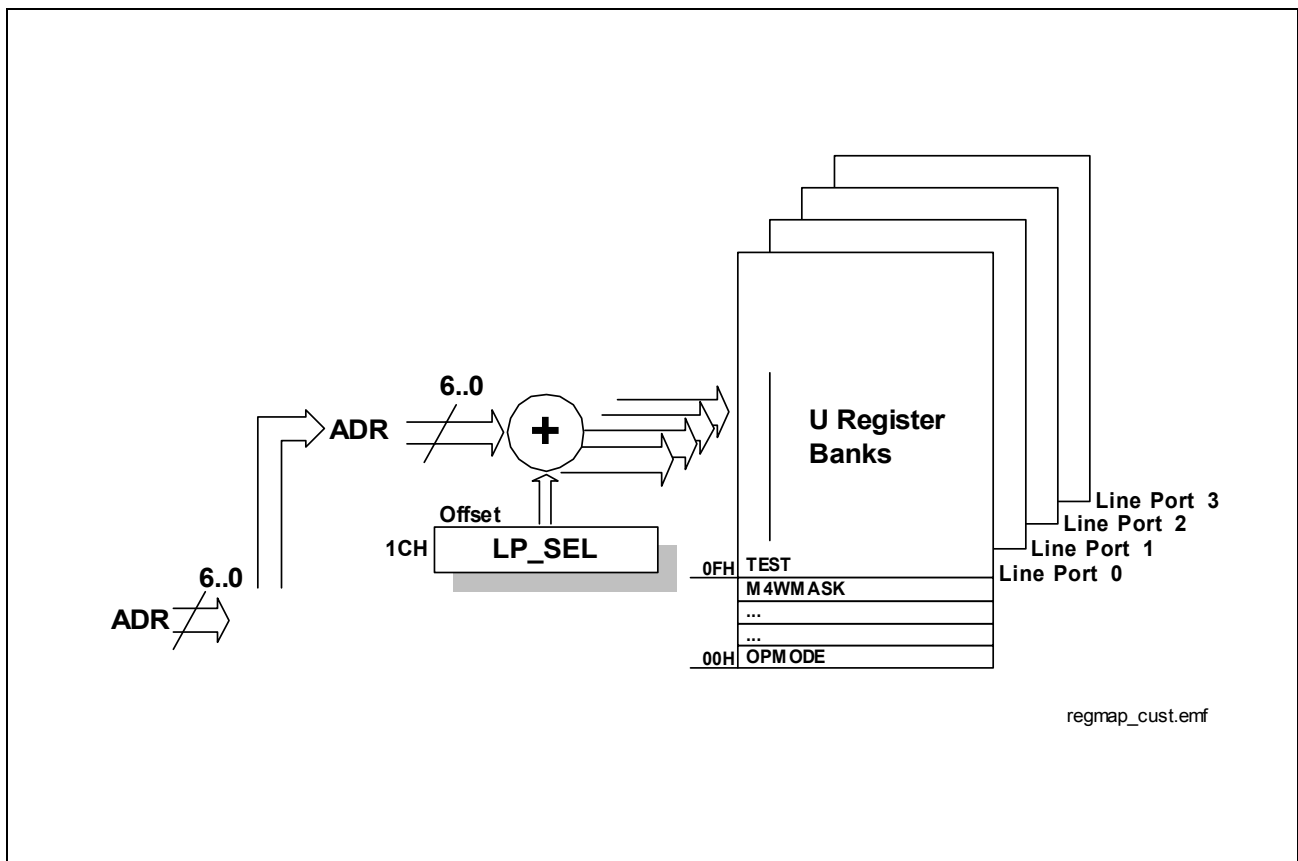 6..0
ADR
Offset
1CH
LP_SEL
+
6..0
ADR
U Register
Banks
Line Port 3
Line Port 2
Line Port 1
Line Port 0
0FH
TEST
M4WMASK
...
...
00H
OPMODE
regmap_cust.emf